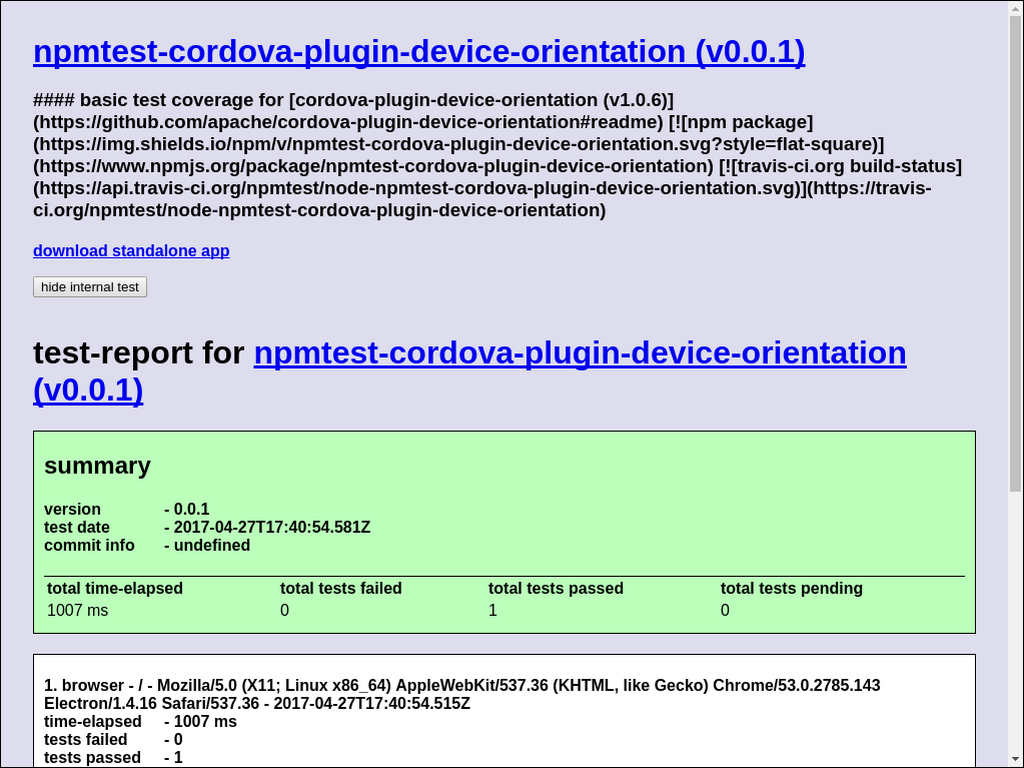 npmtest-cordova-plugin-device-orientation (v0.0.1)
#### basic test coverage for [cordova-plugin-device-orientation (v1.0.6)]
(https://github.com/apache/cordova-plugin-device-orientation#readme) [![npm package]
(https://img.shields.io/npm/v/npmtest-cordova-plugin-device-orientation.svg?style=flat-square)]
(https://www.npmjs.org/package/npmtest-cordova-plugin-device-orientation) [![travis-ci.org build-status]
(https://api.travis-ci.org/npmtest/node-npmtest-cordova-plugin-device-orientation.svg)](https://travis-
ci.org/npmtest/node-npmtest-cordova-plugin-device-orientation)
download standalone app
hide internal test
test-report for npmtest-cordova-plugin-device-orientation
(v0.0.1)
summary
version - 0.0.1
test date - 2017-04-27T17:40:54.581Z
commit info - undefined
total time-elapsed total tests failed total tests passed total tests pending
1007 ms 0 1 0
1. browser - / - Mozilla/5.0 (X11; Linux x86_64) AppleWebKit/537.36 (KHTML, like Gecko) Chrome/53.0.2785.143
Electron/1.4.16 Safari/537.36 - 2017-04-27T17:40:54.515Z
time-elapsed - 1007 ms
tests failed - 0
tests passed - 1